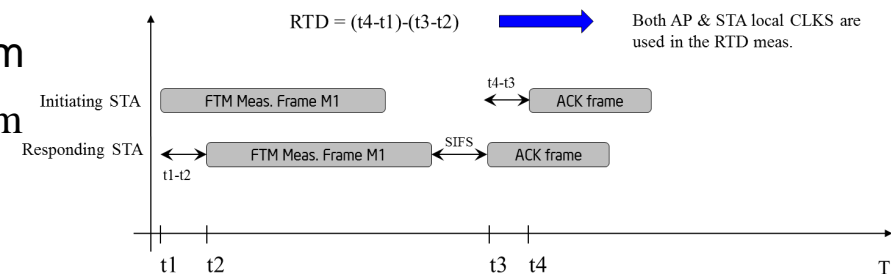 RTD = (t4-t1)-(t3-t2)
Both AP & STA local CLKS are
used in the RTD meas.
m
t4-t3
Initiating STA
FTM Meas. Frame M1
ACK frame
m
Responding STA
FTM Meas. Frame M1
SIFS
ACK frame
t1-t2
t1
t2
t3
t4
T